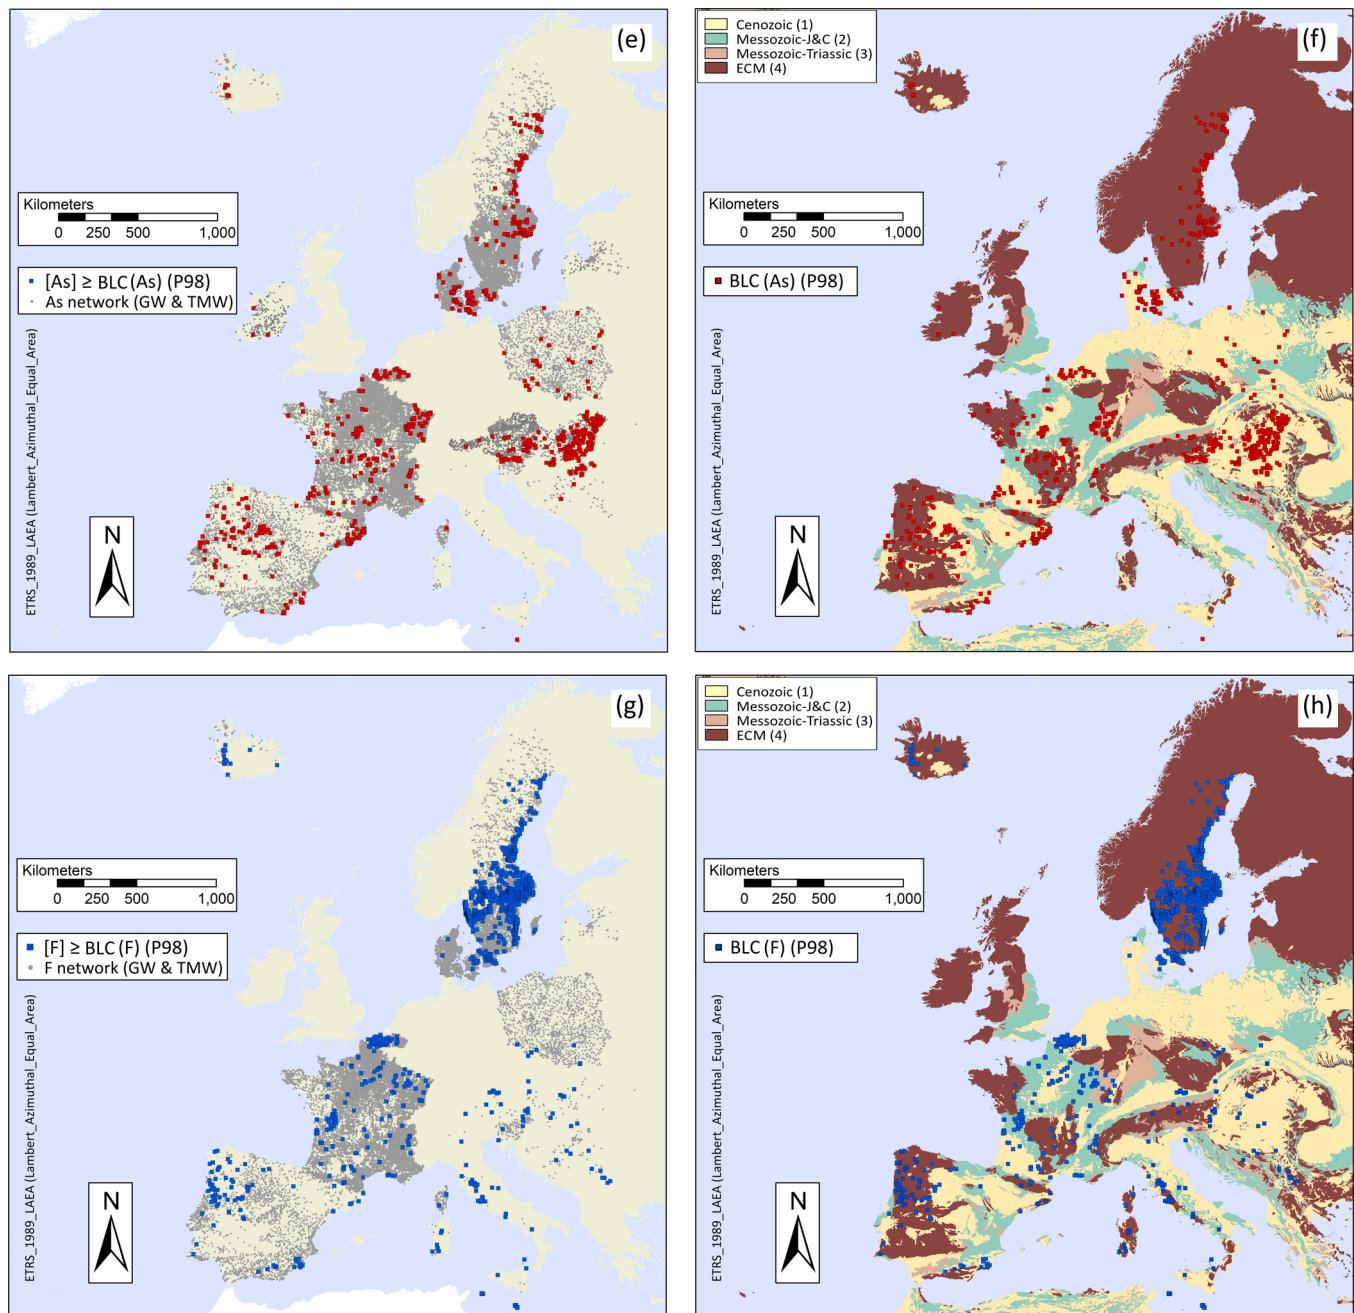 (e)
Kilometers
0 250 500 1,000
[As] ≥ BLC (As) (P98)
As network (GW & TMW)
ETRS_1989_LAEA (Lambert_Azimuthal_Equal_Area)
N
Cenozoic (1)
Messozoic-J&C (2)
Messozoic-Triassic (3)
ECM (4)
(f)
Kilometers
0 250 500 1,000
BLC (As) (P98)
ETRS_1989_LAEA (Lambert_Azimuthal_Equal_Area)
N
(g)
Kilometers
0 250 500 1,000
[F] ≥ BLC (F) (P98)
F network (GW & TMW)
ETRS_1989_LAEA (Lambert_Azimuthal_Equal_Area)
N
Cenozoic (1)
Messozoic-J&C (2)
Messozoic-Triassic (3)
ECM (4)
(h)
Kilometers
0 250 500 1,000
BLC (F) (P98)
ETRS_1989_LAEA (Lambert_Azimuthal_Equal_Area)
N